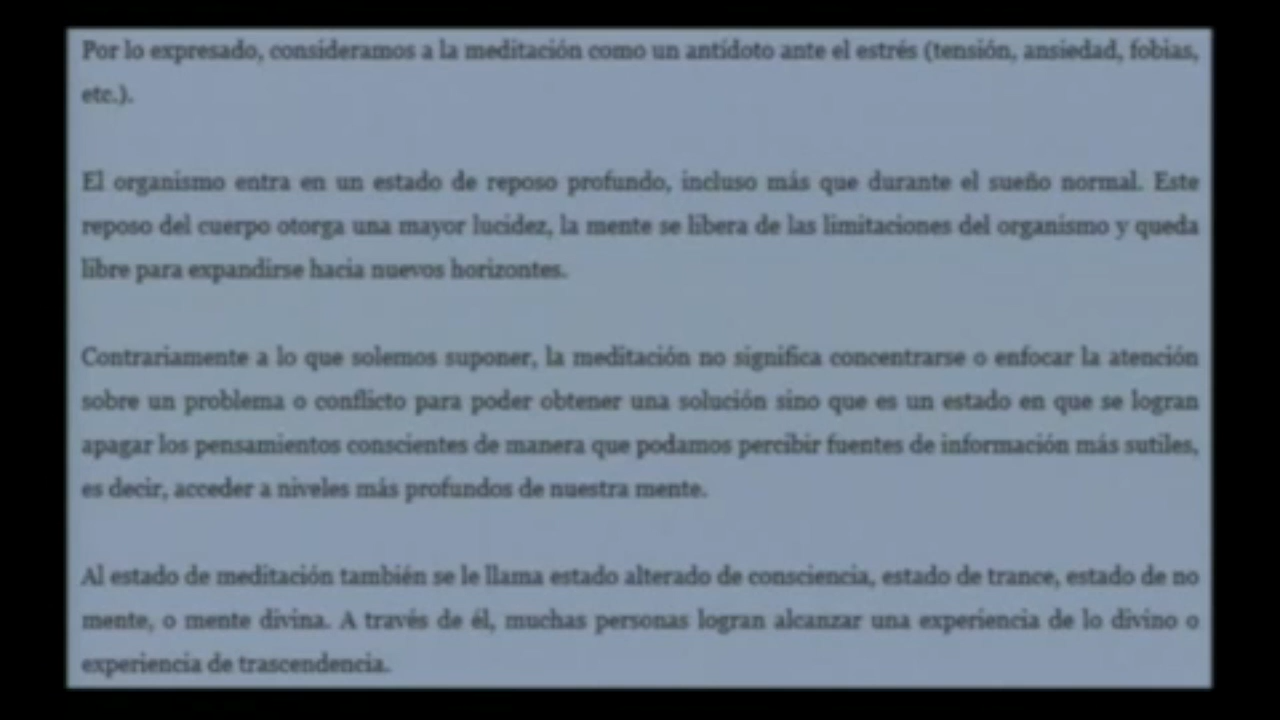 Por lo expresado, consideramos a la meditación como un antídoto ante el estrés (tensión, ansiedad, fobias,
etc.).
El organismo entra en un estado de reposo profundo, incluso más que durante el sueño normal. Este
reposo del cuerpo otorga una mayor lucidez, la mente se libera de las limitaciones del organismo y queda
libre para expandirse hacia nuevos horizontes.
Contrariamente a lo que solemos suponer, la meditación no significa concentrarse o enfocar la atención
sobre un problema o conflicto para poder obtener una solución sino que es un estado en que se logran
apagar los pensamientos conscientes de manera que podamos percibir fuentes de información más sutiles,
es decir, acceder a niveles más profundos de nuestra mente.
Al estado de meditación también se le llama estado alterado de consciencia, estado de trance, estado de no
mente, o mente divina. A través de él, muchas personas logran alcanzar una experiencia de lo divino o
experiencia de trascendencia.